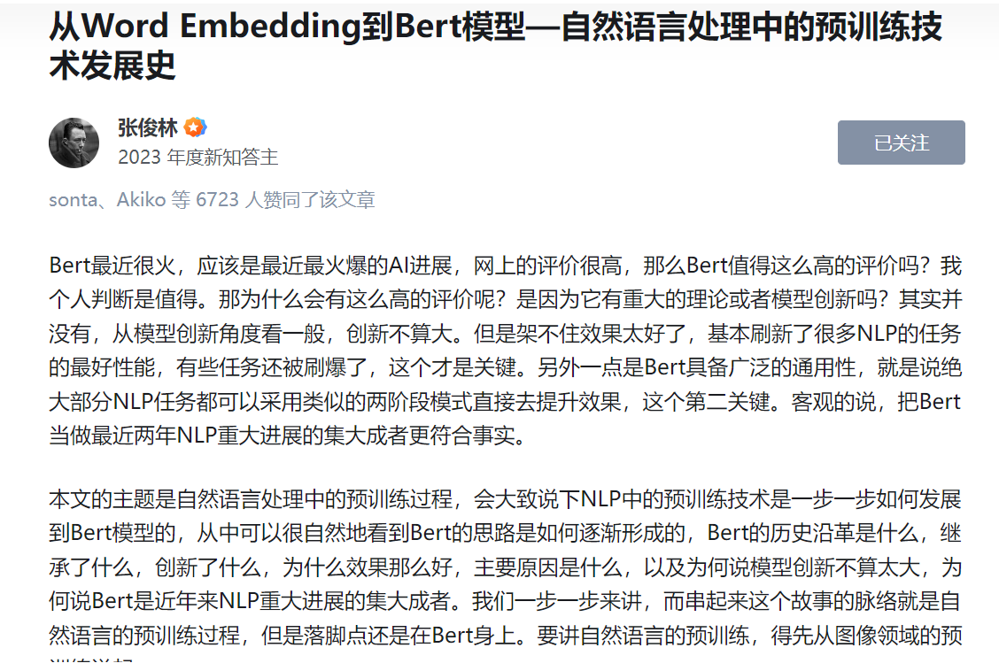 从Word Embedding到Bert模型—自然语言处理中的预训练技
术发展史
张俊林
2023 年度新知答主
已关注
sonta、Akiko 等 6723 人赞同了该文章
Bert最近很火，应该是最近最火爆的AI进展，网上的评价很高，那么Bert值得这么高的评价吗？我
个人判断是值得。那为什么会有这么高的评价呢？是因为它有重大的理论或者模型创新吗？其实并
没有，从模型创新角度看一般，创新不算大。但是架不住效果太好了，基本刷新了很多NLP的任务
的最好性能，有些任务还被刷爆了，这个才是关键。另外一点是Bert具备广泛的通用性，就是说绝
大部分NLP任务都可以采用类似的两阶段模式直接去提升效果，这个第二关键。客观的说，把Bert
当做最近两年NLP重大进展的集大成者更符合事实。
本文的主题是自然语言处理中的预训练过程，会大致说下NLP中的预训练技术是一步一步如何发展
到Bert模型的，从中可以很自然地看到Bert的思路是如何逐渐形成的，Bert的历史沿革是什么，继
承了什么，创新了什么，为什么效果那么好，主要原因是什么，以及为何说模型创新不算太大，为
何说Bert是近年来NLP重大进展的集大成者。我们一步一步来讲，而串起来这个故事的脉络就是自
然语言的预训练过程，但是落脚点还是在Bert身上。要讲自然语言的预训练，得先从图像领域的预